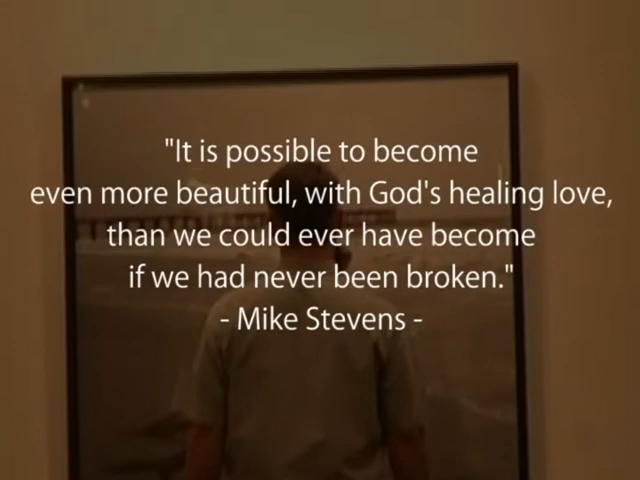 "It is possible to become
even more beautiful, with God's healing love,
than we could ever have become
if we had never been broken."
- Mike Stevens -